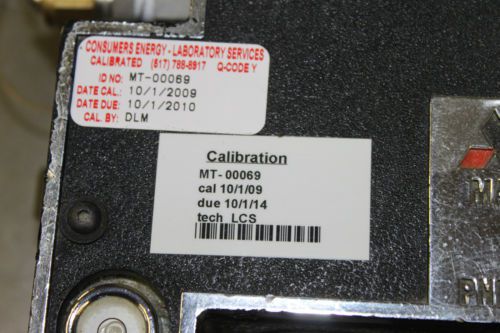 CONSUMERS ENERGY - LABORATORY SERVICES
CALIBRATED (517) 788-8917 Q-CODE Y
ID NO: MT-00069
DATE CAL.: 10/1/2009
DATE DUE: 10/1/2010
CAL. BY: DLM
Calibration
MT- 00069
cal 10/1/09
due 10/1/14
tech LCS